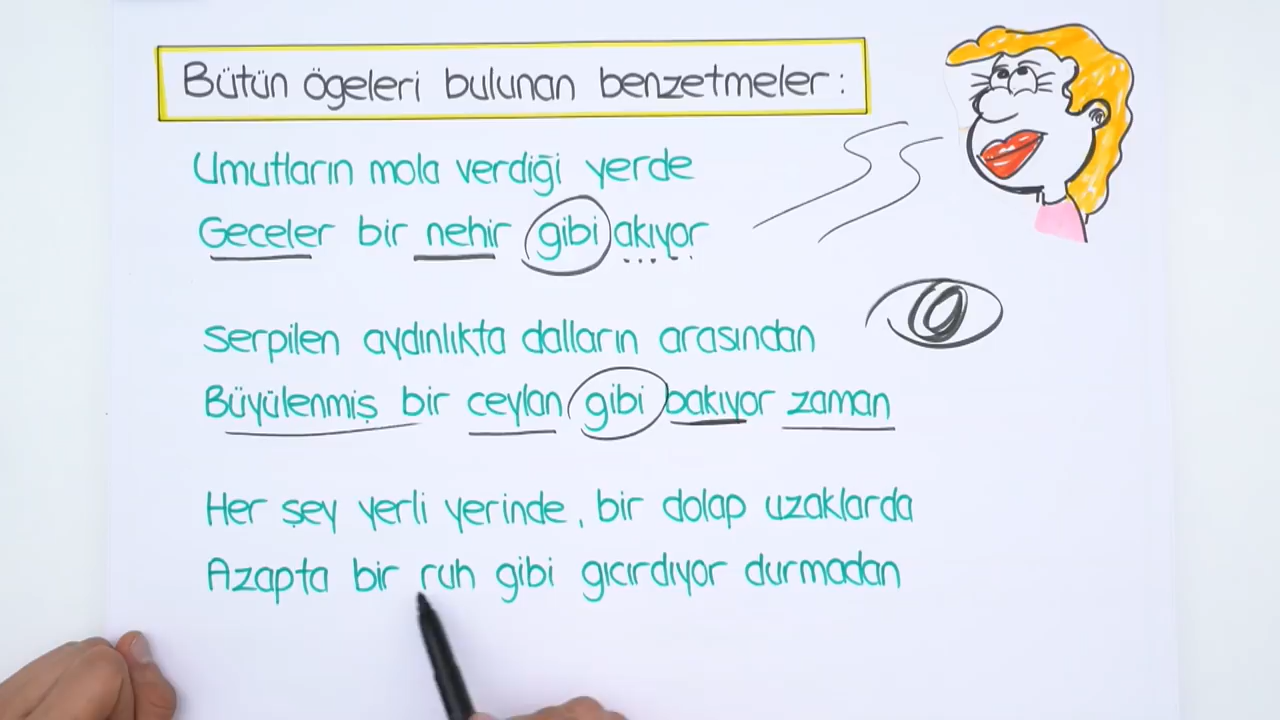 Bütün ögeleri bulunan benzetmeler:
Umutların mola verdiği yerde
Geceler bir nehir gibi akıyor
Serpilen aydınlıkta dalların arasından
Büyülenmiş bir ceylan gibi bakıyor zaman
Her şey yerli yerinde, bir dolap uzaklarda
Azapta bir ruh gibi gıcırdıyor durmadan